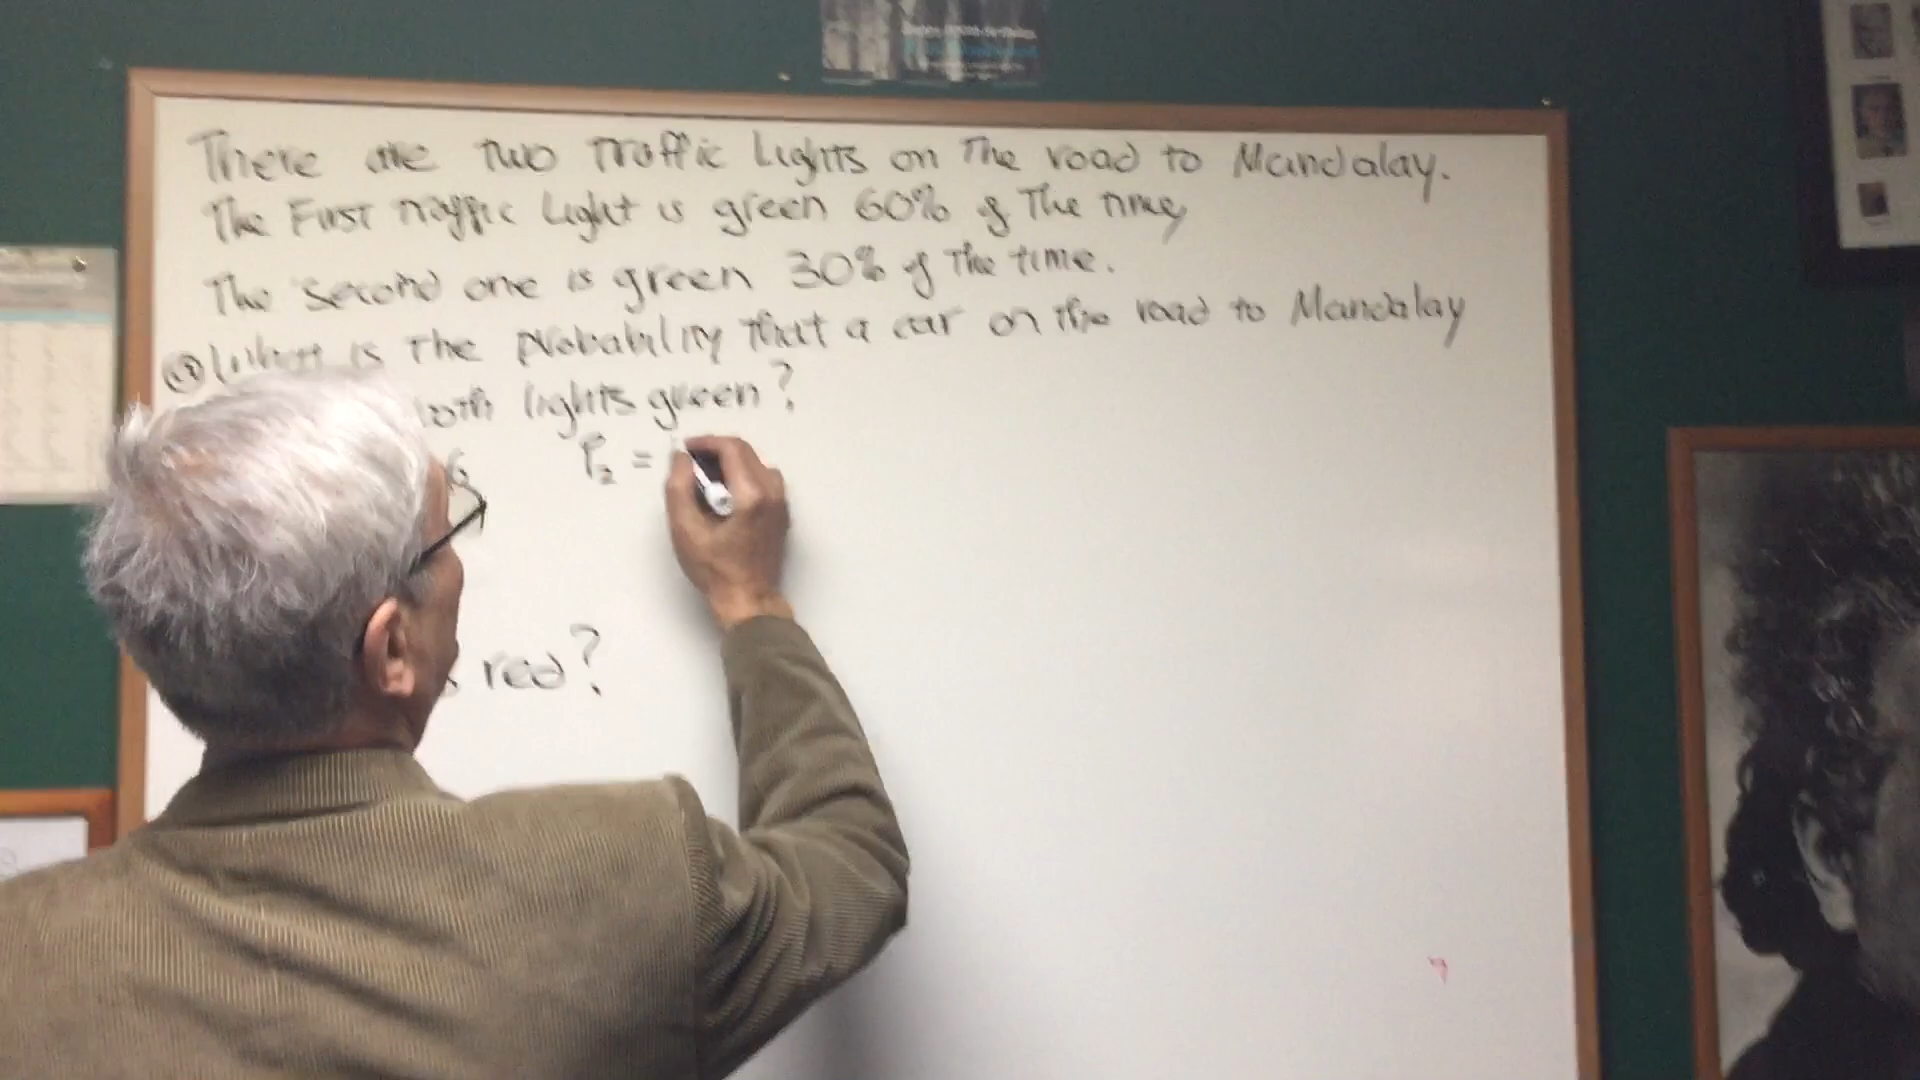 There are two Traffic Lights on The road to Mandalay.
The First Traffic Light is green 60% of The time,
The Second one is green 30% of The time.
is The probability that a car on the road to Mandalay
both lights green?
6 P2 =
red?